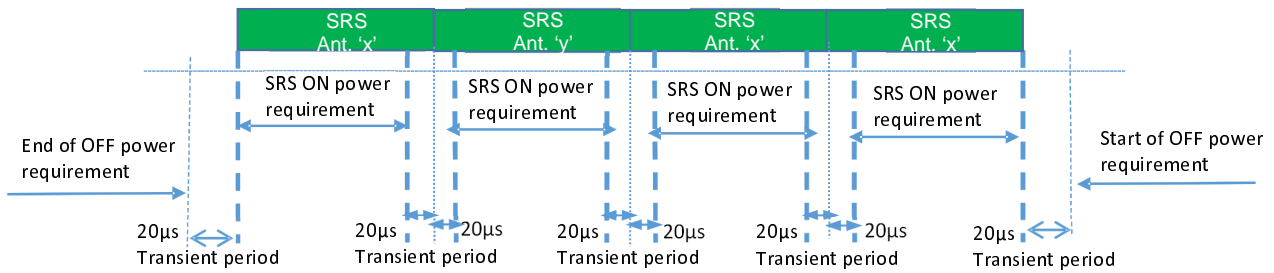 SRS
Ant. ‘x’
SRS
Ant. ‘y’
SRS
Ant. ‘x’
SRS
Ant. ‘x’
SRS ON power
requirement
SRS ON power
requirement
SRS ON power
requirement
SRS ON power
requirement
End of OFF power
requirement
Start of OFF power
requirement
20µs
Transient period
20µs
20µs
Transient period
20µs
20µs
Transient period
20µs
20µs
Transient period
20µs
Transient period